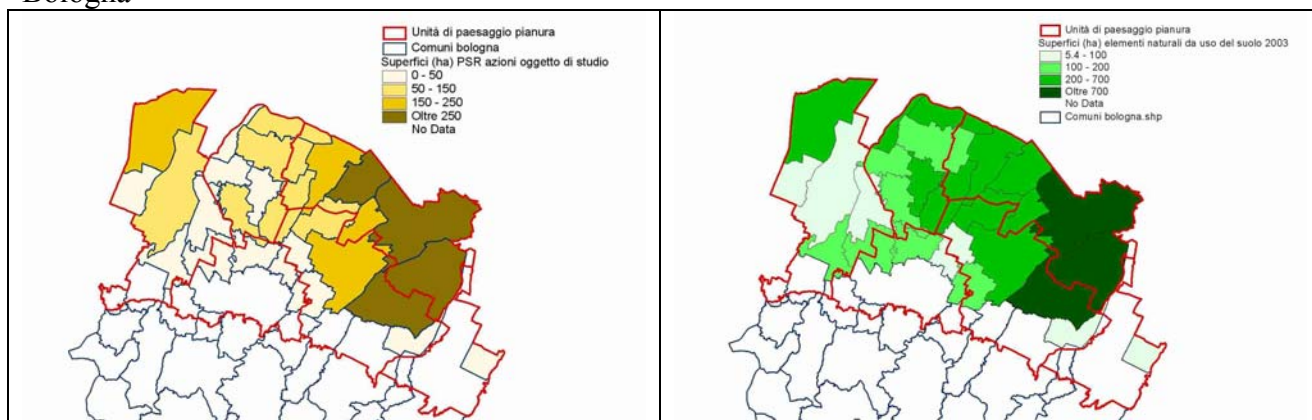 Bologna
Unità di paesaggio pianura
Comuni bologna
Superfici (ha) PSR azioni oggetto di studio
0 - 50
50 - 150
150 - 250
Oltre 250
No Data
Unità di paesaggio pianura
Superfici (ha) elementi naturali da uso del suolo 2003
5.4 - 100
100 - 200
200 - 700
Oltre 700
No Data
Comuni bologna.shp